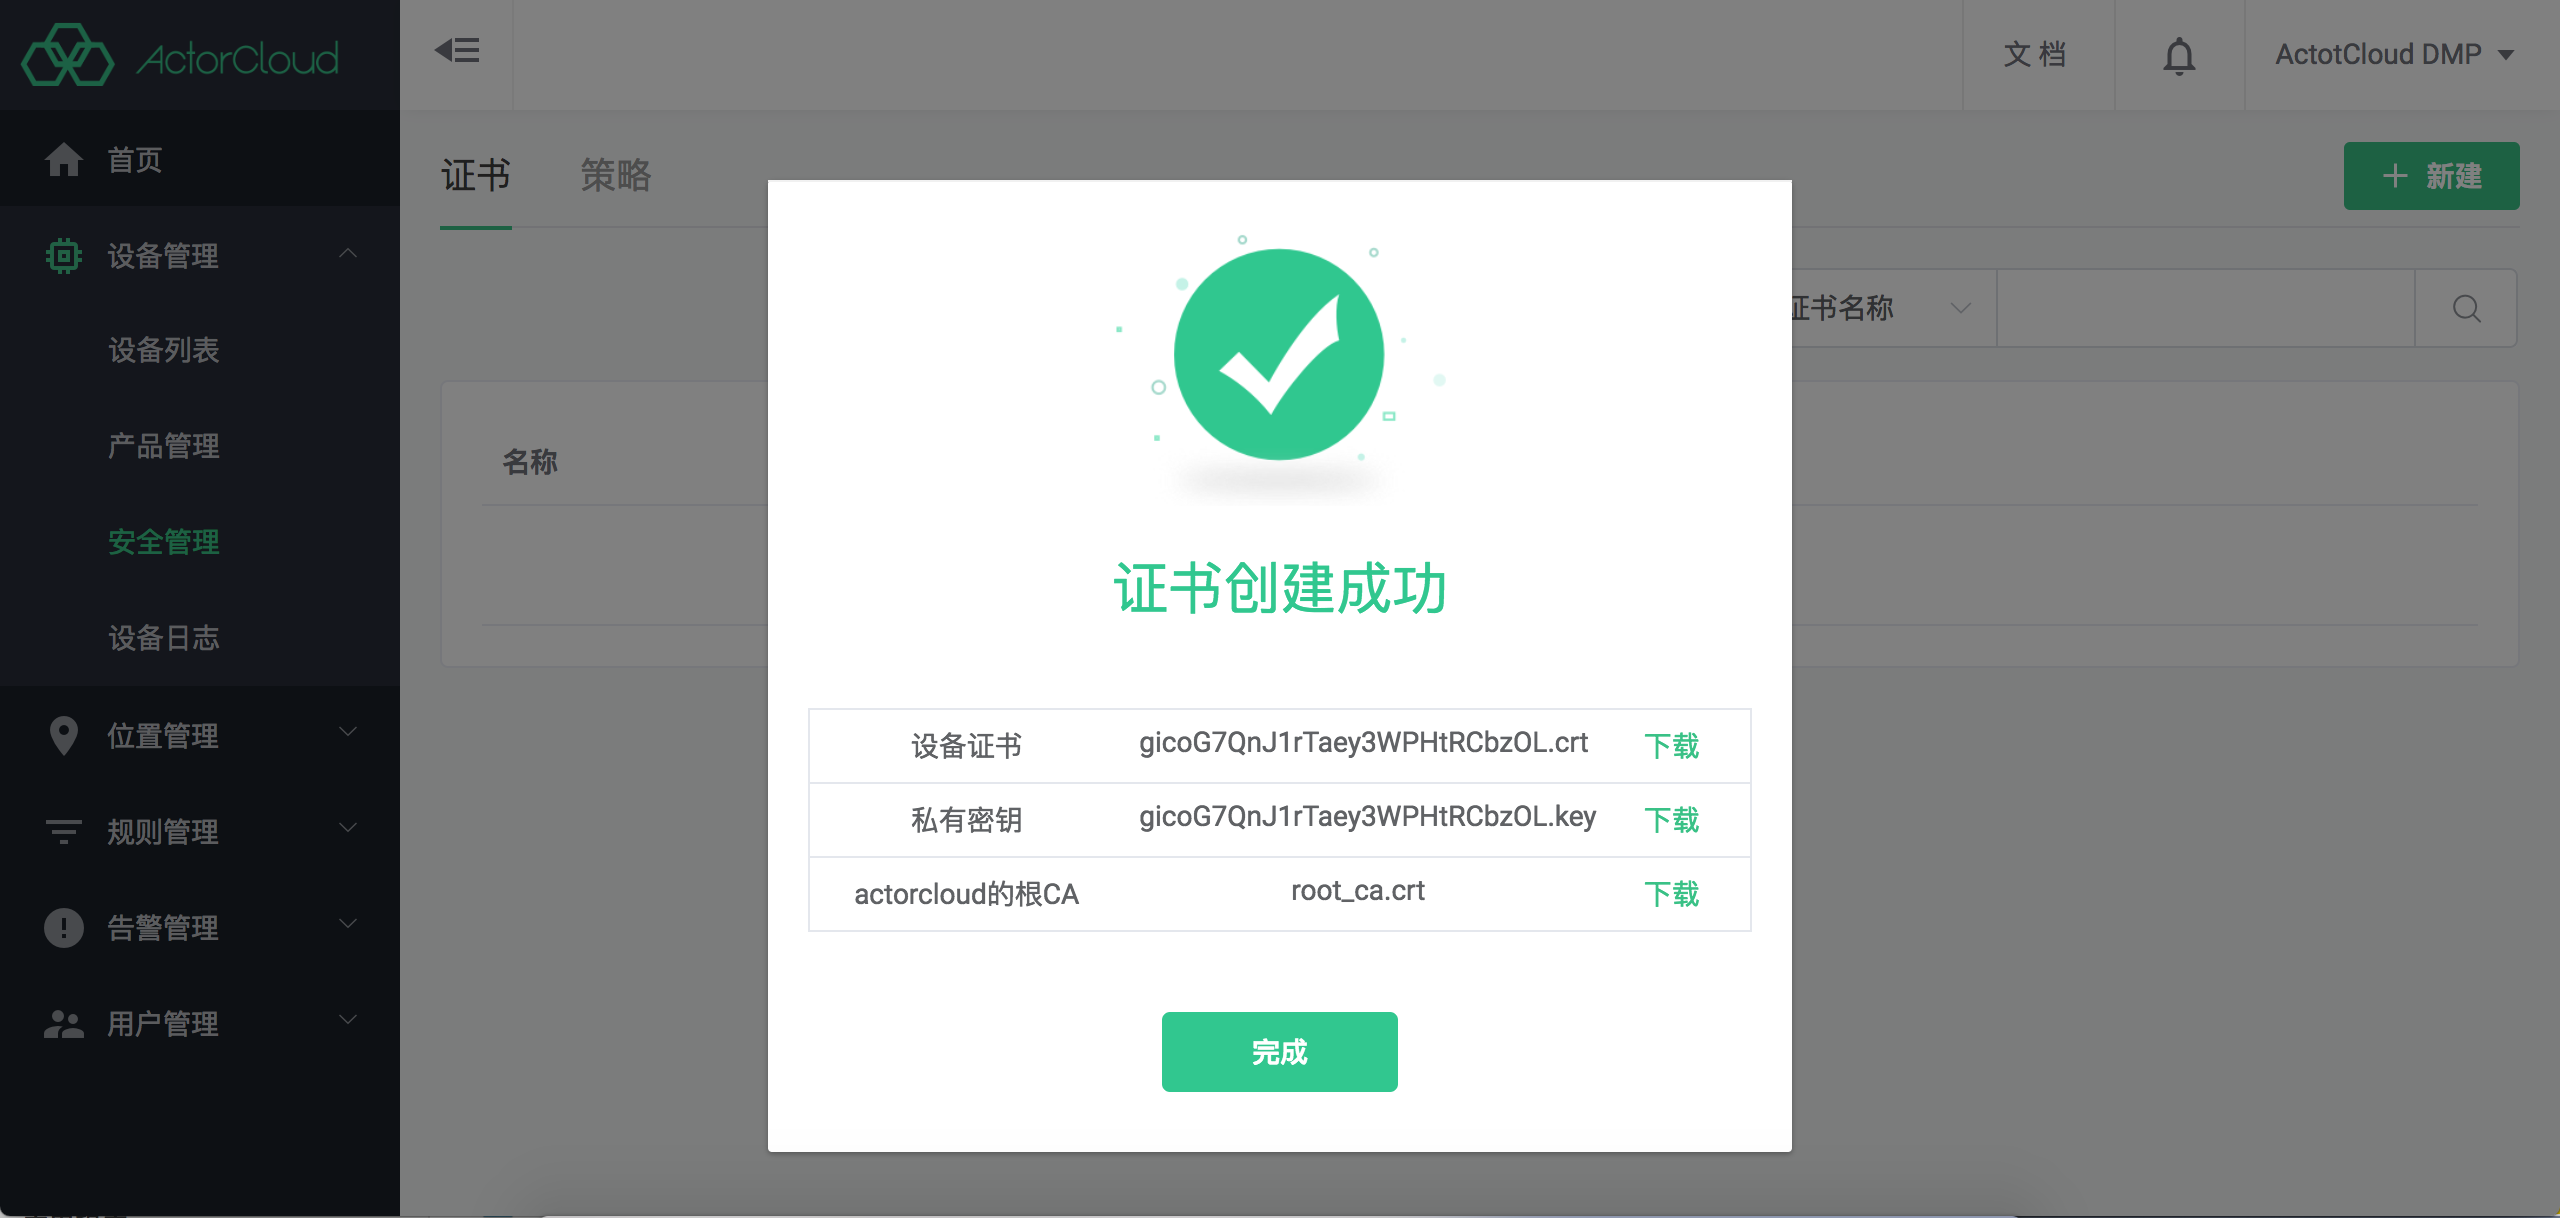 ActorCloud
文档
ActotCloud DMP
首页
设备管理
设备列表
产品管理
安全管理
设备日志
位置管理
规则管理
告警管理
用户管理
证书
策略
新建
证书名称
名称
证书创建成功
设备证书 gicoG7QnJ1rTaey3WPHtRCbzOL.crt 下载
私有密钥 gicoG7QnJ1rTaey3WPHtRCbzOL.key 下载
actorcloud的根CA root_ca.crt 下载
完成